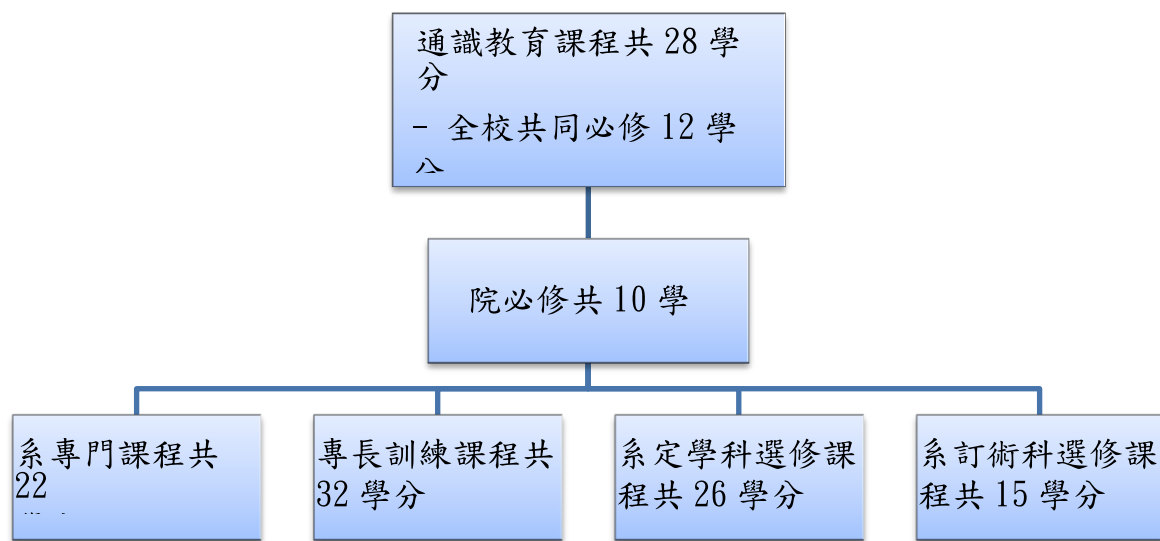 通識教育課程共 28 學
分
- 全校共同必修 12 學
院必修共 10 學
系專門課程共
22
專長訓練課程共
32 學分
系定學科選修課
程共 26 學分
系訂術科選修課
程共 15 學分